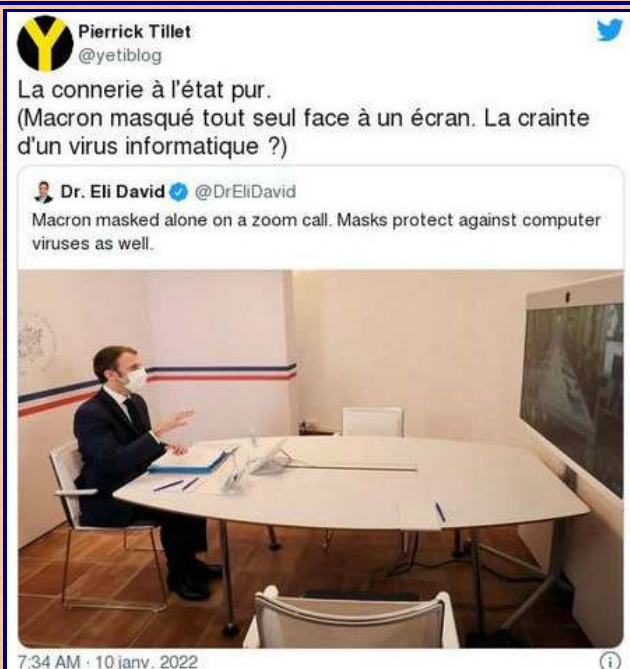 Pierrick Tillet
@yetiblog
La connerie à l'état pur.
(Macron masqué tout seul face à un écran. La crainte
d'un virus informatique ?)
Dr. Eli David @DrEliDavid
Macron masked alone on a zoom call. Masks protect against computer
viruses as well.
7:34 AM · 10 janv. 2022